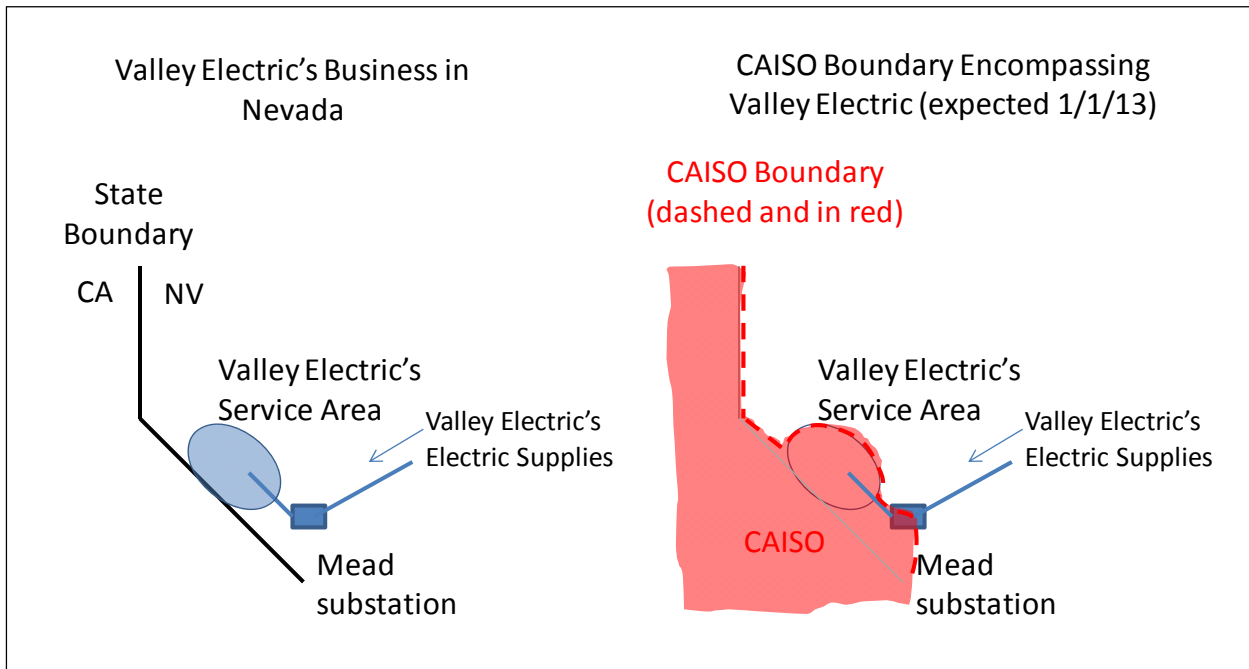 Valley Electric's Business in
Nevada
State
Boundary
CA NV
Valley Electric's
Service Area
Valley Electric's
Electric Supplies
Mead
substation
CAISO Boundary Encompassing
Valley Electric (expected 1/1/13)
CAISO Boundary
(dashed and in red)
Valley Electric's
Service Area
Valley Electric's
Electric Supplies
CAISO
Mead
substation